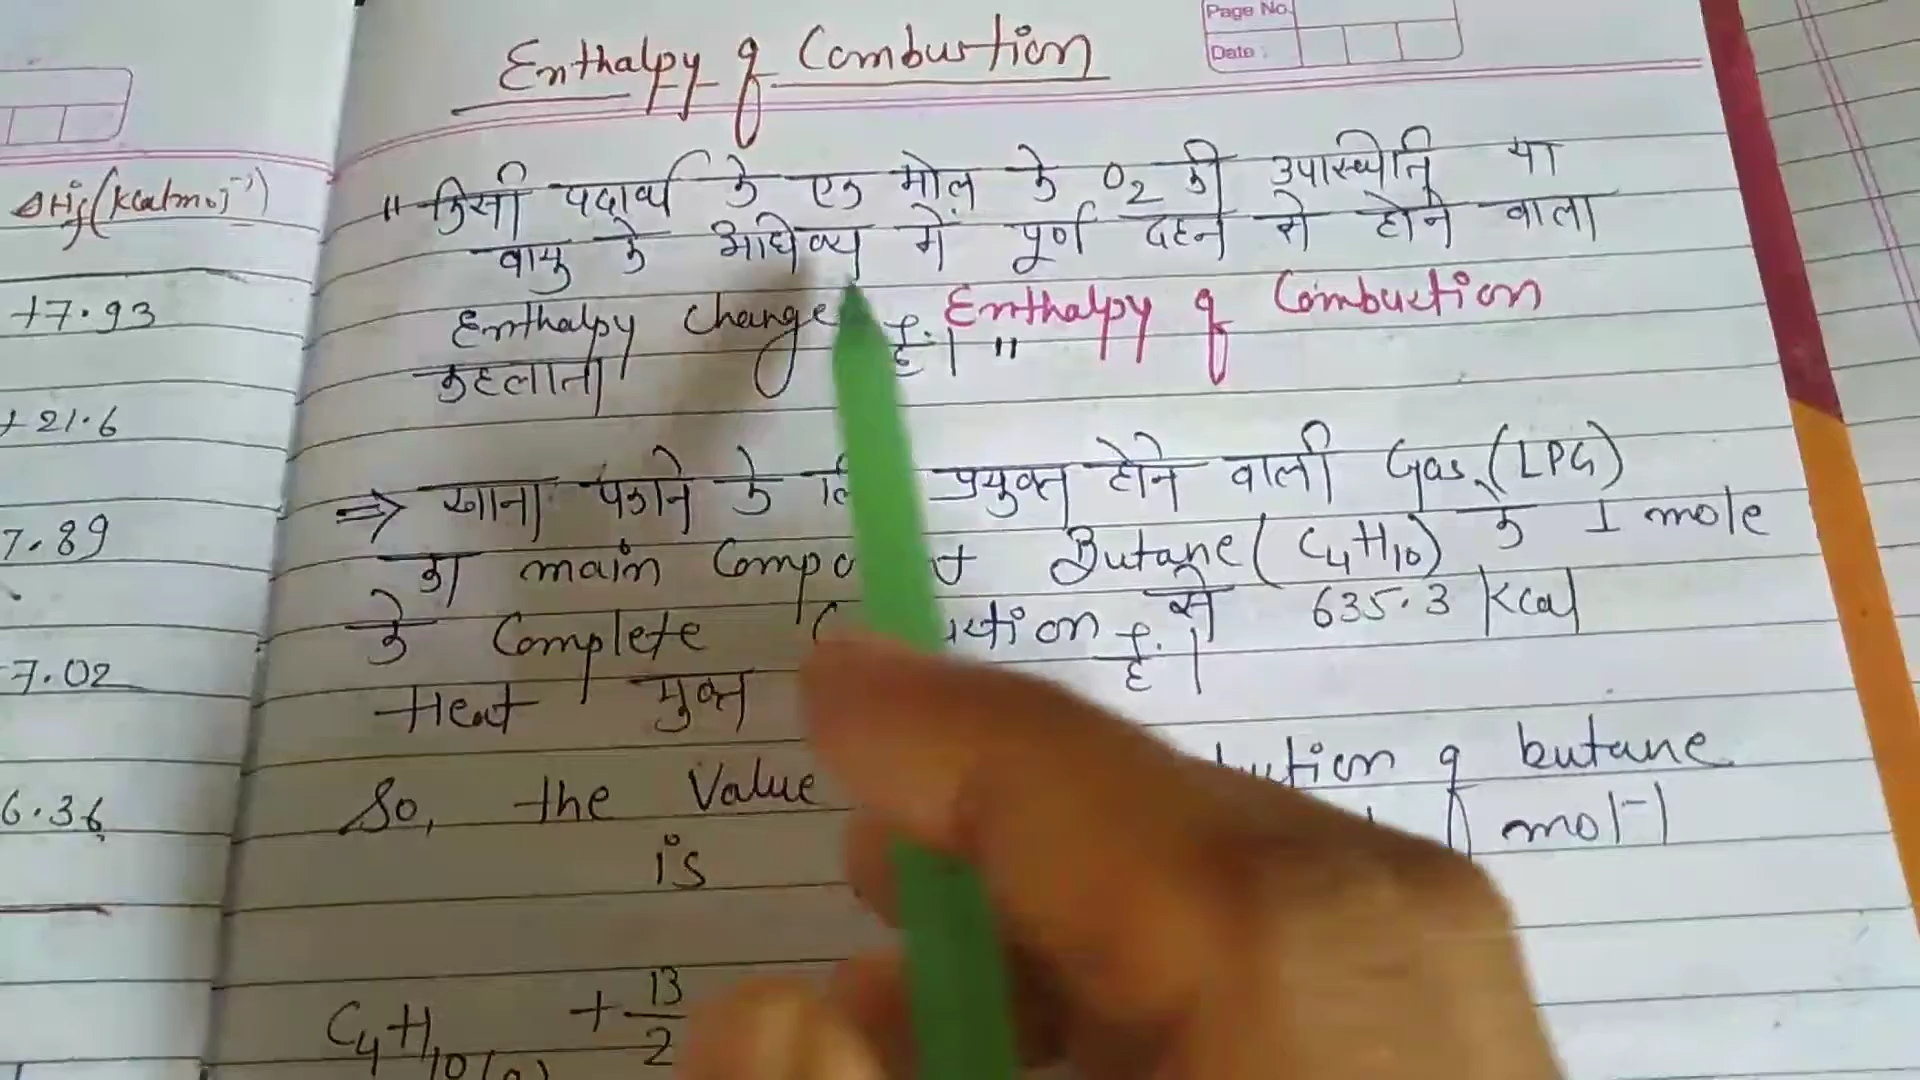 Page No.
Date :
Enthalpy of Combustion
" किसी पदार्थ के एक मोल के O₂ की उपास्थिति या
वायु के आधिक्य में पूर्ण दहन से होने वाला
Enthalpy change Enthalpy of Combustion
कहलाता है। "
⇒ खाना पकाने के प्रयुक्त होने वाली Gas (LPG)
का main Butane (C₄H₁₀) के 1 mole
के Complete से 635.3 Kcal
Heat मुक्त है।
So, the Value of butane
is mol⁻¹
C₄H₁₀(g) + 13/2
ΔH°f (Kcal mol⁻¹)
+7.93
+21.6
7.89
7.02
6.36